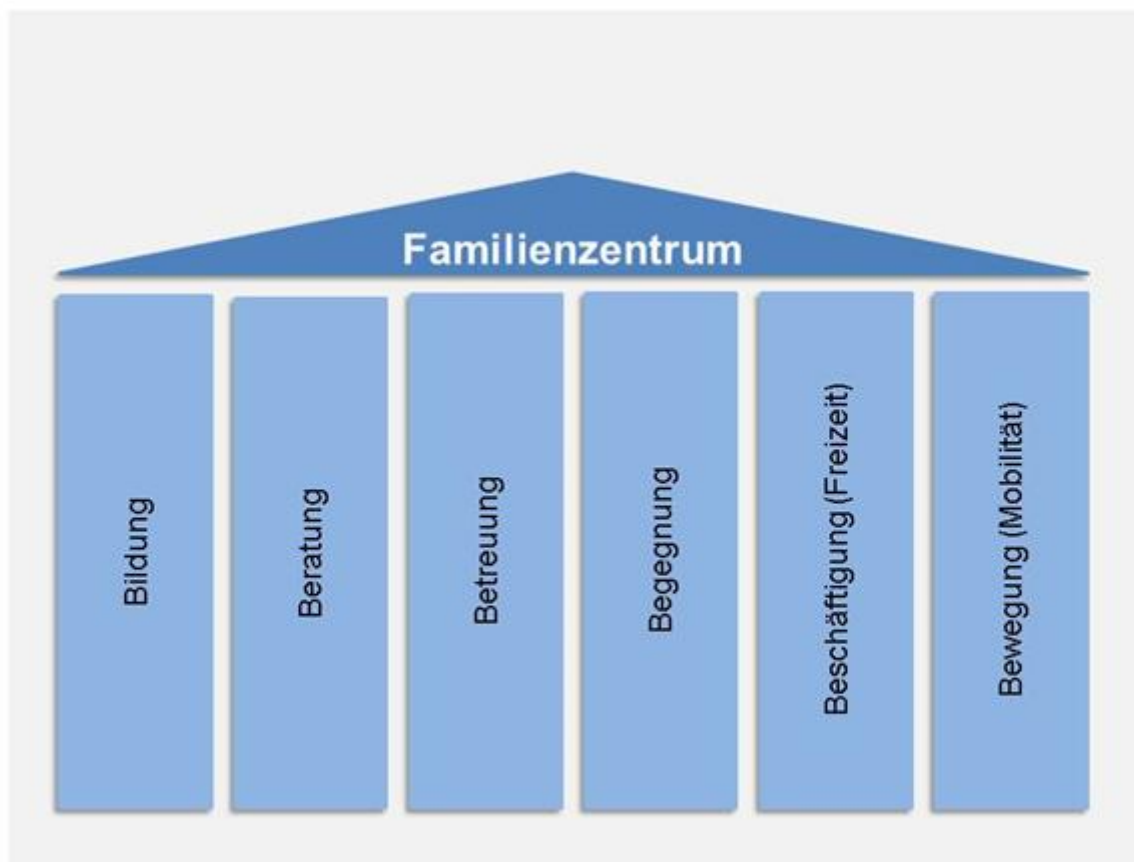 Familienzentrum
Bildung
Beratung
Betreuung
Begegnung
Beschäftigung (Freizeit)
Bewegung (Mobilität)